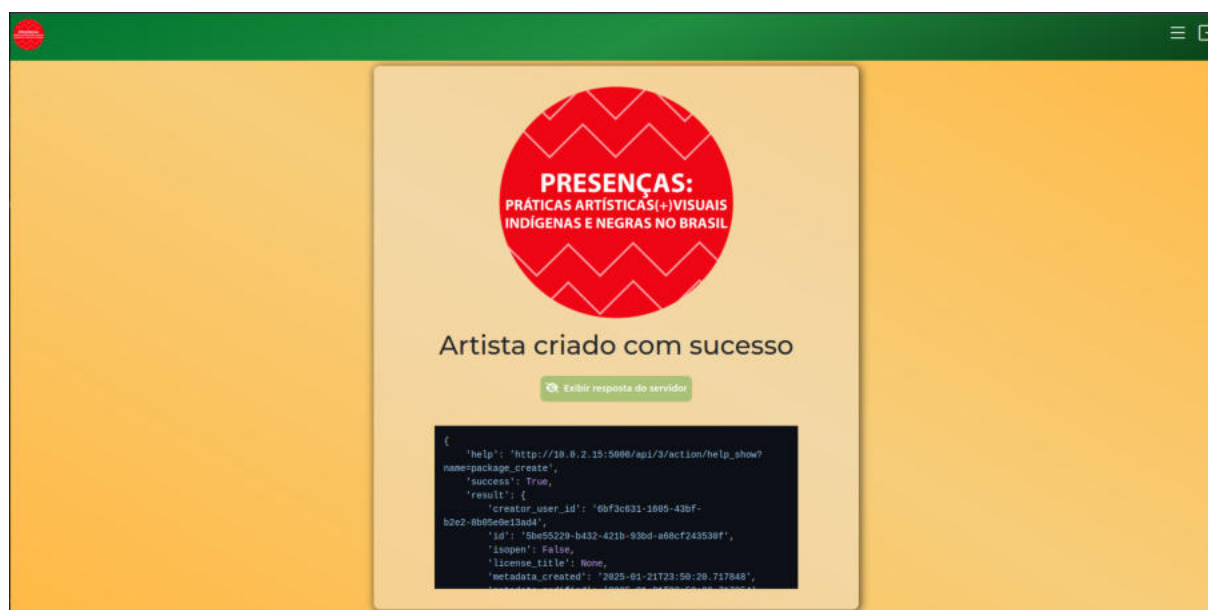 PRESENÇAS:
PRÁTICAS ARTÍSTICAS(+)VISUAIS
INDÍGENAS E NEGRAS NO BRASIL
Artista criado com sucesso
Exibir resposta do servidor
{
'help': 'http://10.0.2.15:5000/api/3/action/help_show?
name=package_create',
'success': True,
'result': {
'creator_user_id': '6bf3c631-1605-43bf-
b2e2-8b05e0e13ad4',
'id': '5be55229-b432-421b-93bd-a68cf243530f',
'isopen': False,
'license_title': None,
'metadata_created': '2025-01-21T23:50:20.717848',